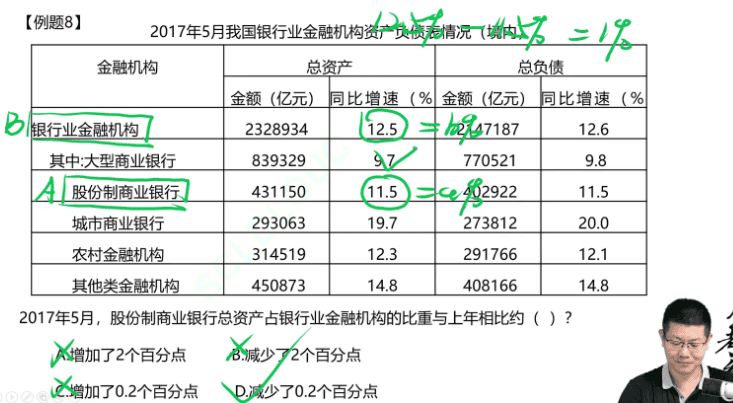 【例题8】
2017年5月我国银行业金融机构资产负债表情况（境内）
12.5% - 11.5% = 1%
金融机构 总资产 总负债
金额（亿元） 同比增速（% 金额（亿元） 同比增速（%
B 银行业金融机构 2328934 12.5 = b% 2147187 12.6
其中:大型商业银行 839329 9.7 770521 9.8
A 股份制商业银行 431150 11.5 = a% 402922 11.5
城市商业银行 293063 19.7 273812 20.0
农村金融机构 314519 12.3 291766 12.1
其他类金融机构 450873 14.8 408166 14.8
2017年5月，股份制商业银行总资产占银行业金融机构的比重与上年相比约（ ）?
A.增加了2个百分点 B.减少了2个百分点
C.增加了0.2个百分点 D.减少了0.2个百分点